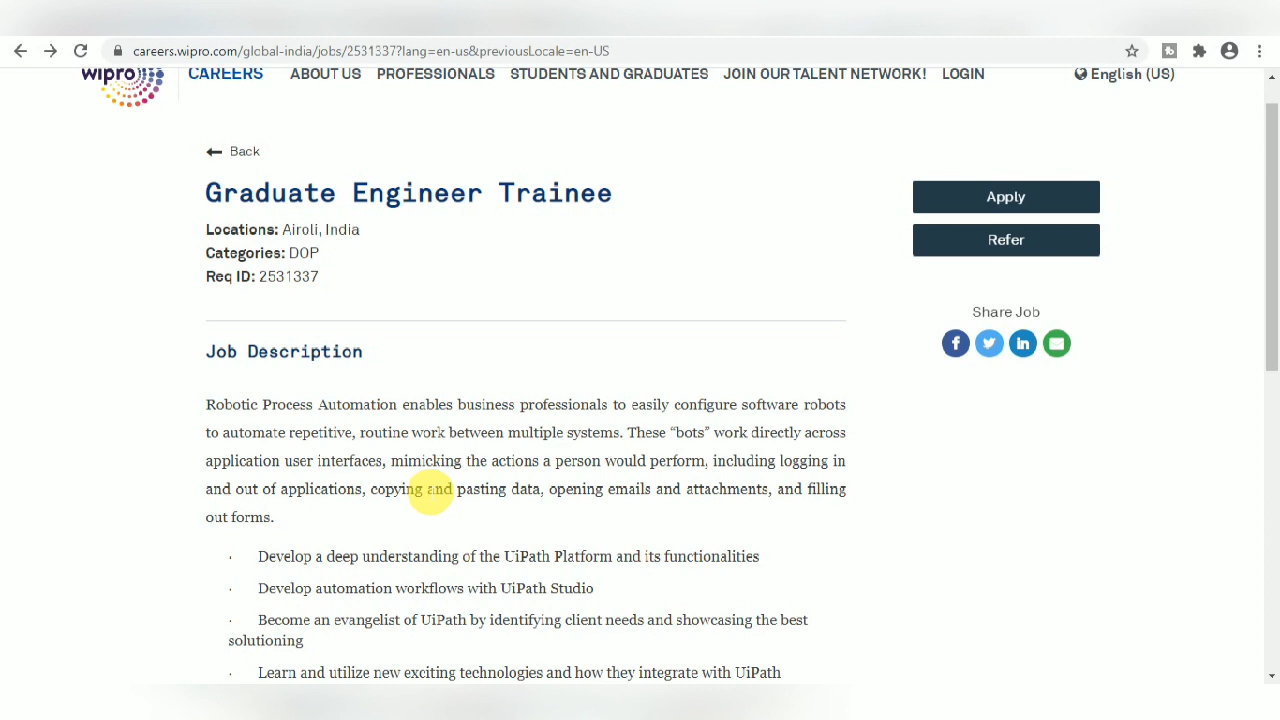 careers.wipro.com/global-india/jobs/2531337?lang=en-us&previousLocale=en-US
wipro CAREERS ABOUT US PROFESSIONALS STUDENTS AND GRADUATES JOIN OUR TALENT NETWORK! LOGIN English (US)
Back
Graduate Engineer Trainee
Apply
Locations: Airoli, India
Refer
Categories: DOP
Req ID: 2531337
Share Job
Job Description
Robotic Process Automation enables business professionals to easily configure software robots
to automate repetitive, routine work between multiple systems. These “bots” work directly across
application user interfaces, mimicking the actions a person would perform, including logging in
and out of applications, copying and pasting data, opening emails and attachments, and filling
out forms.
· Develop a deep understanding of the UiPath Platform and its functionalities
· Develop automation workflows with UiPath Studio
· Become an evangelist of UiPath by identifying client needs and showcasing the best
solutioning
· Learn and utilize new exciting technologies and how they integrate with UiPath